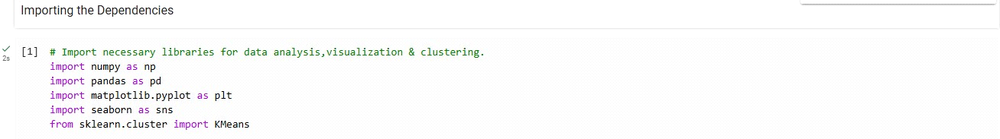 Importing the Dependencies
[1] # Import necessary libraries for data analysis,visualization & clustering.
2s
import numpy as np
import pandas as pd
import matplotlib.pyplot as plt
import seaborn as sns
from sklearn.cluster import KMeans